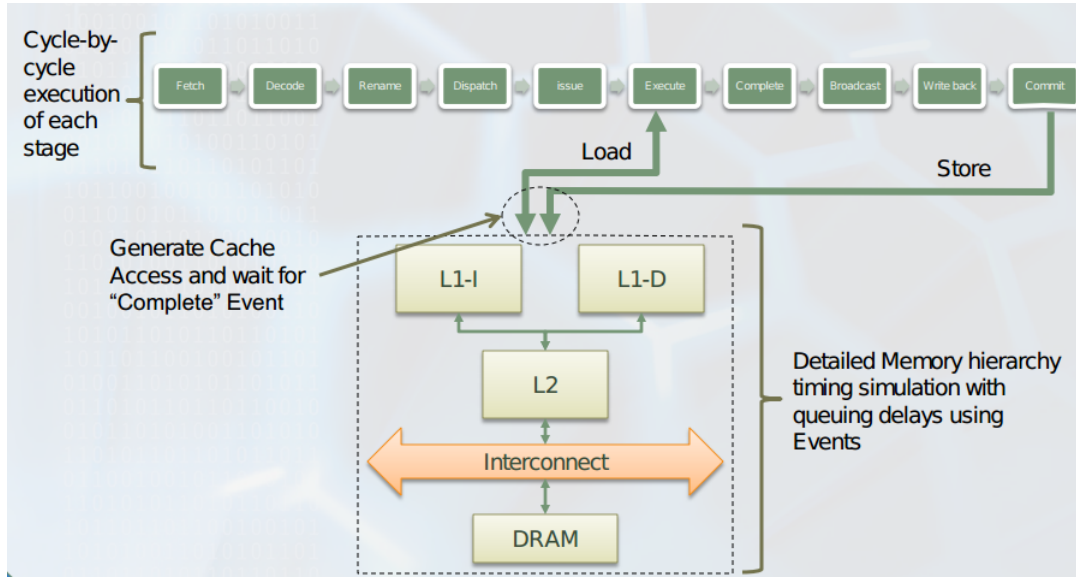 Cycle-by-
cycle
execution
of each
stage
Fetch
Decode
Rename
Dispatch
issue
Execute
Complete
Broadcast
Write back
Commit
Load
Store
Generate Cache
Access and wait for
“Complete” Event
L1-I
L1-D
L2
Interconnect
DRAM
Detailed Memory hierarchy
timing simulation with
queuing delays using
Events